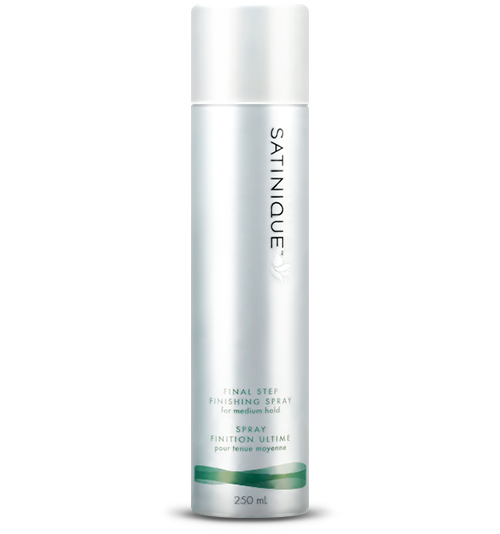 SATINIQUE™
FINAL STEP
FINISHING SPRAY
for medium hold
SPRAY
FINITION ULTIME
pour tenue moyenne
250 mL